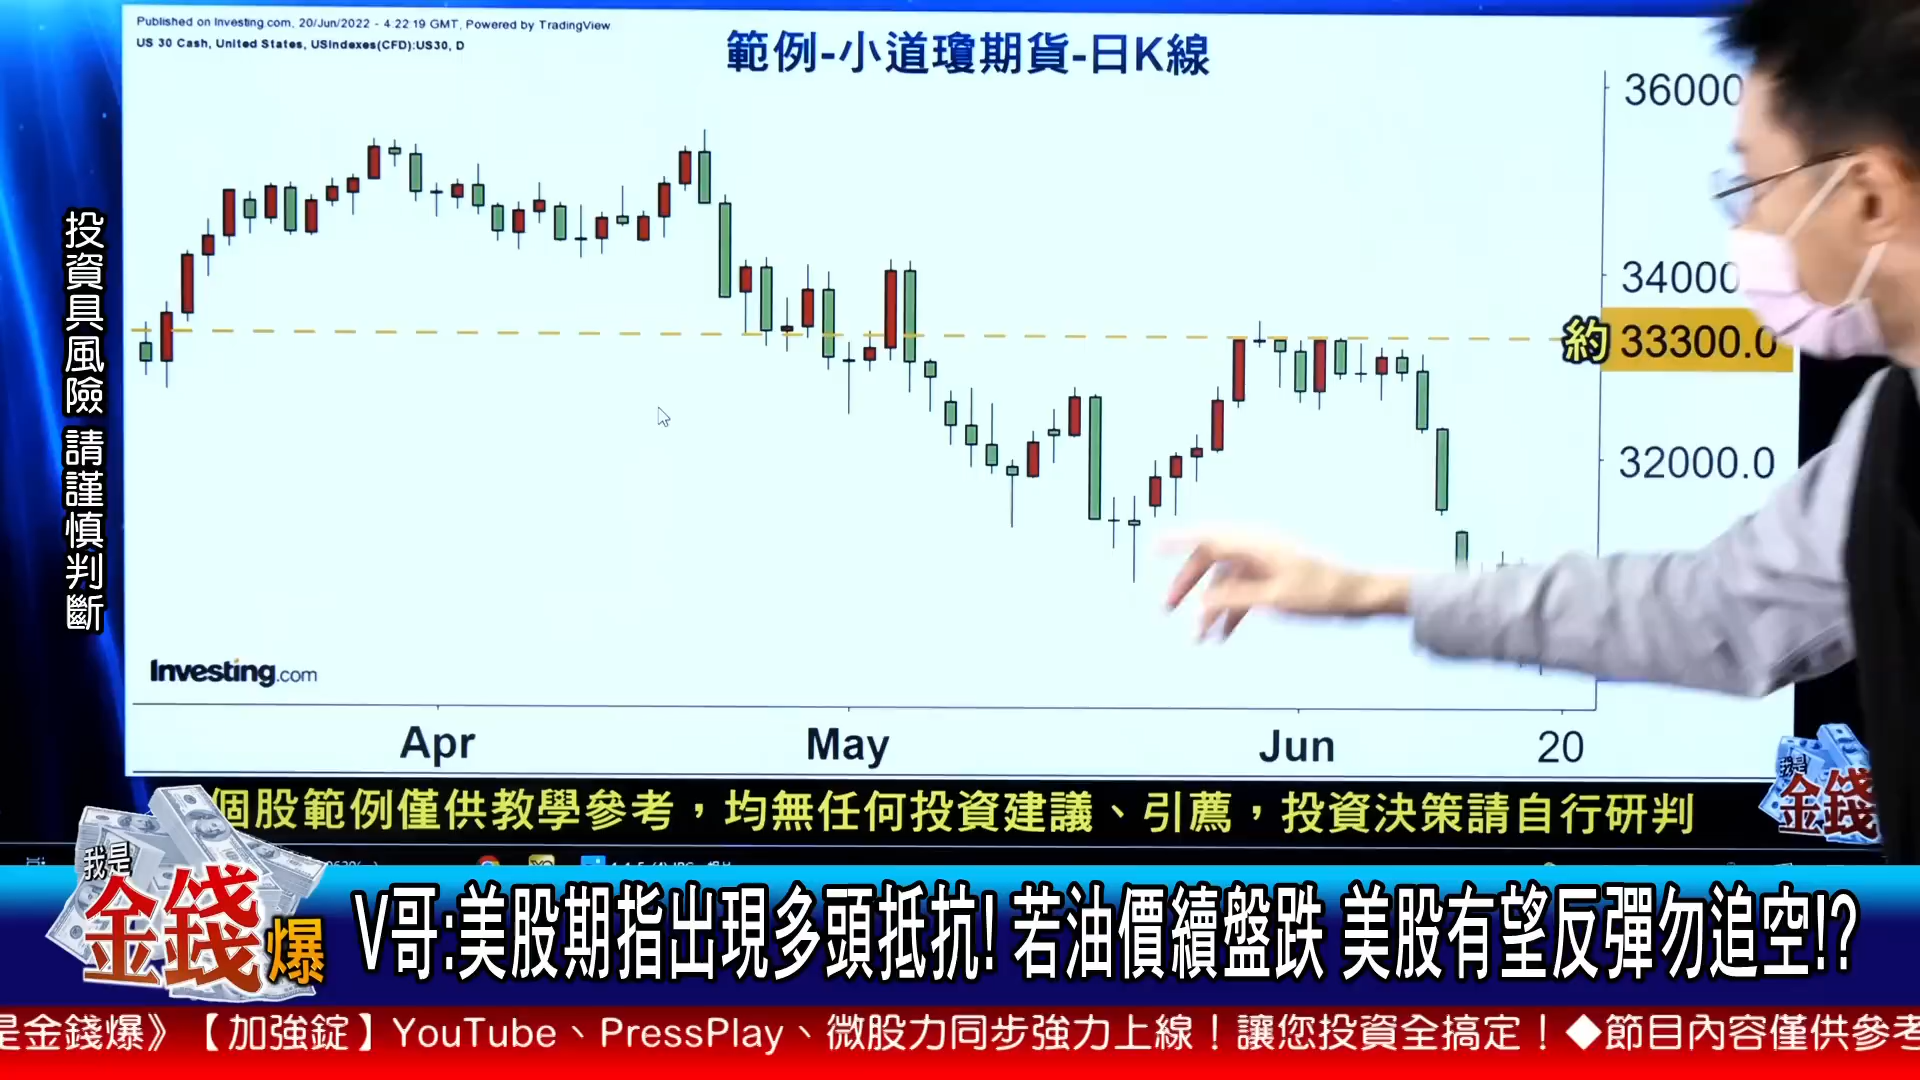 Published on Investing.com, 20/Jun/2022 - 4:22:19 GMT, Powered by TradingView
US 30 Cash, United States, USIndexes(CFD):US30, D
範例-小道瓊期貨-日K線
36000
34000
約 33300.0
32000.0
投資具風險 請謹慎判斷
Investing.com
Apr May Jun 20
個股範例僅供教學參考，均無任何投資建議、引薦，投資決策請自行研判
我是
金錢
我是
金錢爆
V哥:美股期指出現多頭抵抗! 若油價續盤跌 美股有望反彈勿追空!?
是金錢爆》【加強錠】YouTube、PressPlay、微股力同步強力上線！讓您投資全搞定！◆節目內容僅供參考